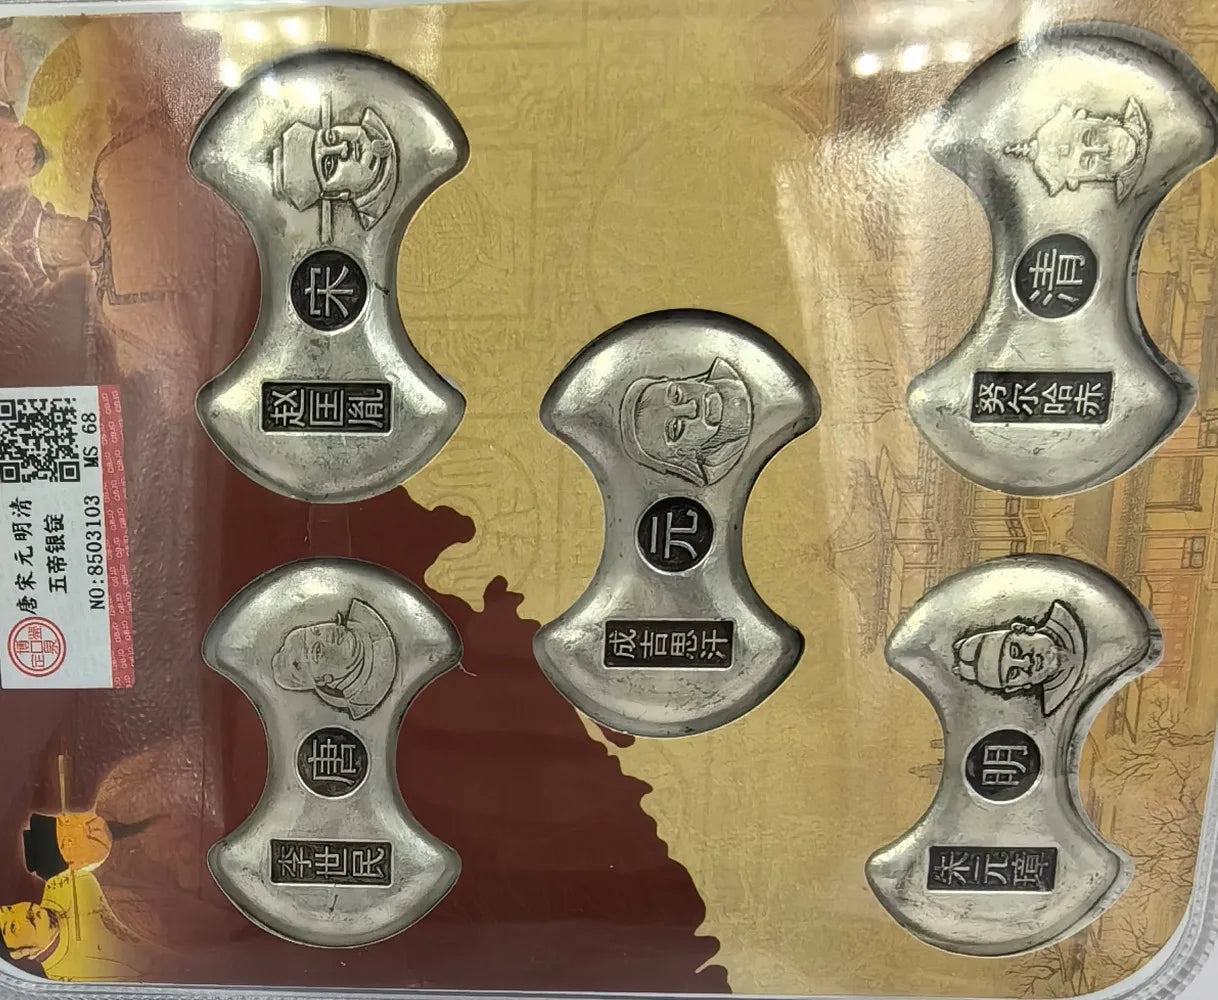 唐宋元明清
五帝银锭
NO:8503103 MS 68
宋
赵匡胤
清
努尔哈赤
元
成吉思汗
唐
李世民
明
朱元璋